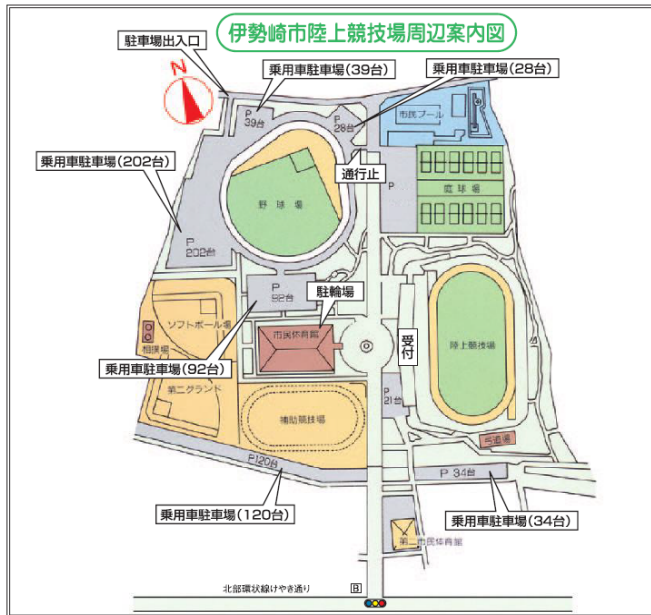 伊勢崎市陸上競技場周辺案内図
駐車場出入口
乗用車駐車場(39台)
乗用車駐車場(28台)
N
P
39台
P
28台
市民プール
通行止
乗用車駐車場(202台)
P
庭球場
野球場
P
202台
P
92台
駐輪場
ソフトボール場
市民体育館
受付
陸上競技場
相撲場
乗用車駐車場(92台)
第二グランド
P
21台
補助競技場
弓道場
P120台
P 34台
乗用車駐車場(120台)
乗用車駐車場(34台)
第二市民体育館
北部環状線けやき通り
B